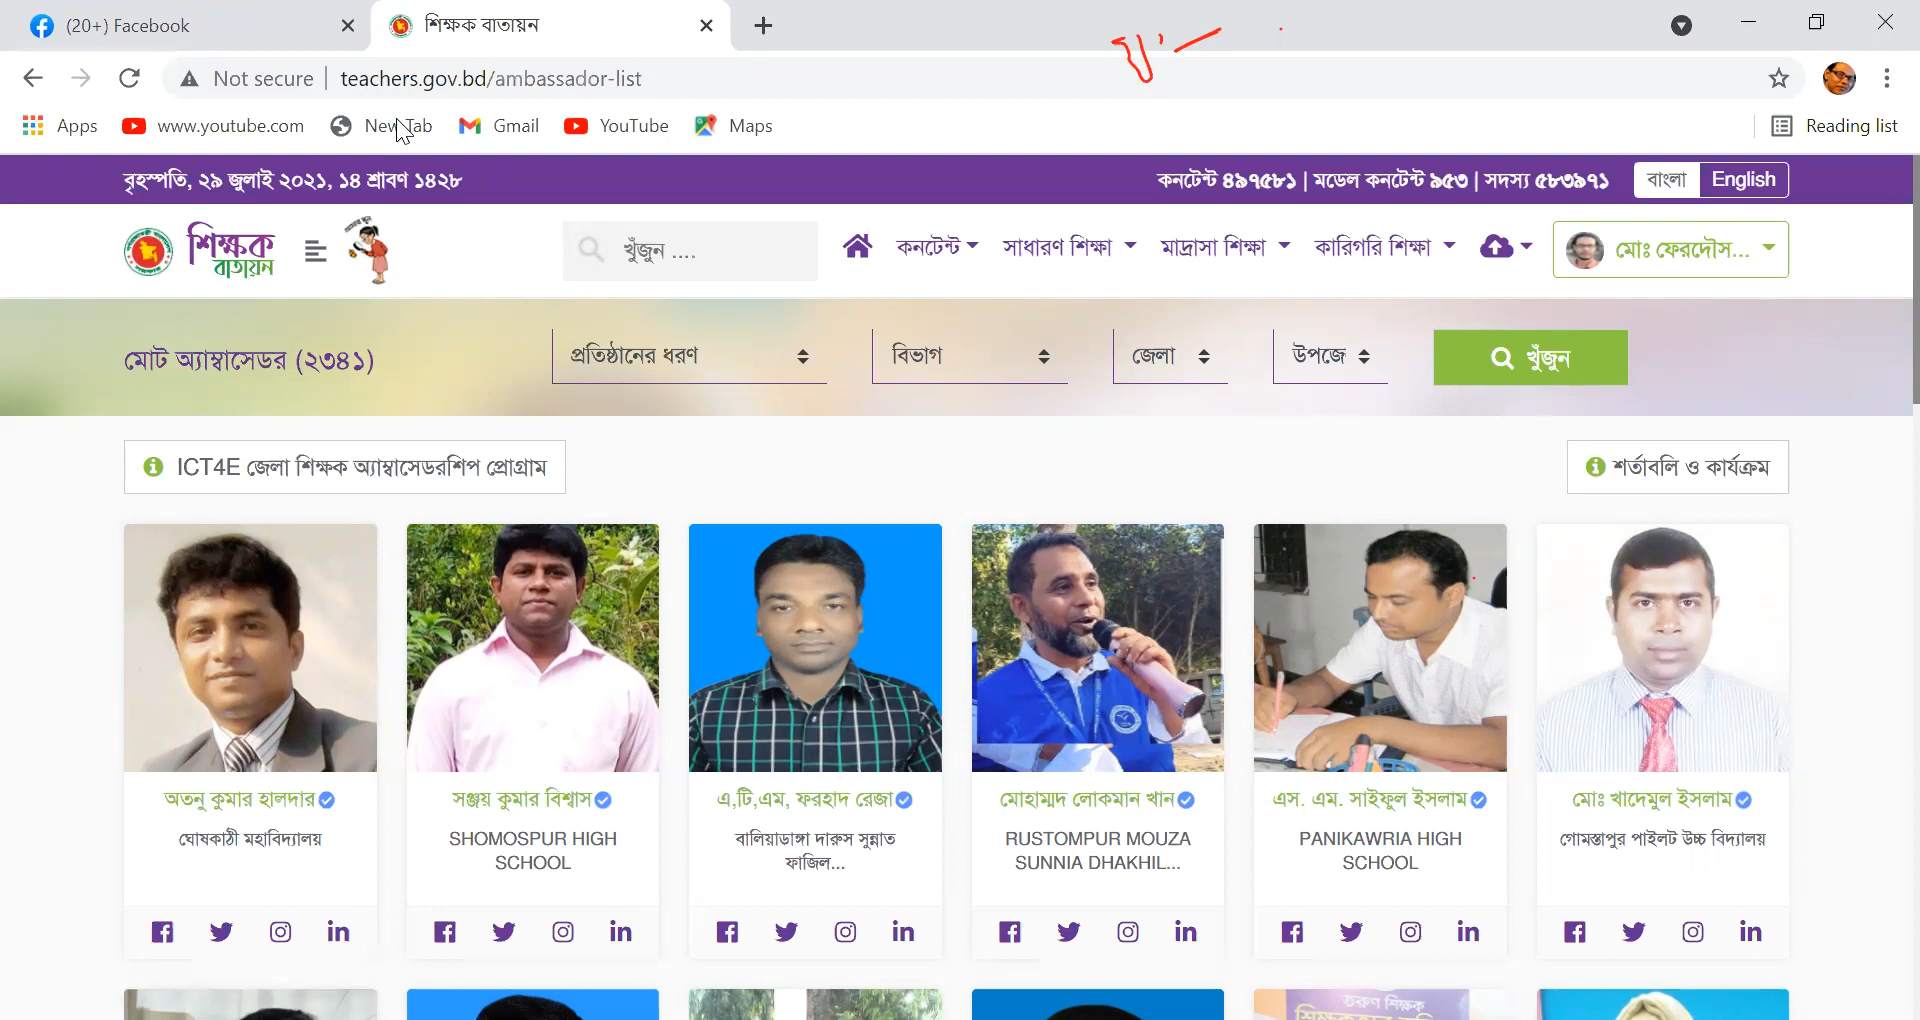 (20+) Facebook
শিক্ষক বাতায়ন
Not secure | teachers.gov.bd/ambassador-list
Apps
www.youtube.com
New Tab
Gmail
YouTube
Maps
Reading list
বৃহস্পতি, ২৯ জুলাই ২০২১, ১৪ শ্রাবণ ১৪২৮
কনটেন্ট ৪৯৭৫৮১ | মডেল কনটেন্ট ৯৫৩ | সদস্য ৫৮৩৯৭১
বাংলা
English
শিক্ষক
বাতায়ন
খুঁজুন ....
কনটেন্ট
সাধারণ শিক্ষা
মাদ্রাসা শিক্ষা
কারিগরি শিক্ষা
মোঃ ফেরদৌস...
মোট অ্যাম্বাসেডর (২৩৪১)
প্রতিষ্ঠানের ধরণ
বিভাগ
জেলা
উপজে
খুঁজুন
ICT4E জেলা শিক্ষক অ্যাম্বাসেডরশিপ প্রোগ্রাম
শর্তাবলি ও কার্যক্রম
অতনু কুমার হালদার
ঘোষকাঠী মহাবিদ্যালয়
সঞ্জয় কুমার বিশ্বাস
SHOMOSPUR HIGH
SCHOOL
এ,টি,এম, ফরহাদ রেজা
বালিয়াডাঙ্গা দারুস সুন্নাত
ফাজিল...
মোহাম্মদ লোকমান খান
RUSTOMPUR MOUZA
SUNNIA DHAKHIL...
এস. এম. সাইফুল ইসলাম
PANIKAWRIA HIGH
SCHOOL
মোঃ খাদেমুল ইসলাম
গোমস্তাপুর পাইলট উচ্চ বিদ্যালয়
তরুণ শিক্ষক